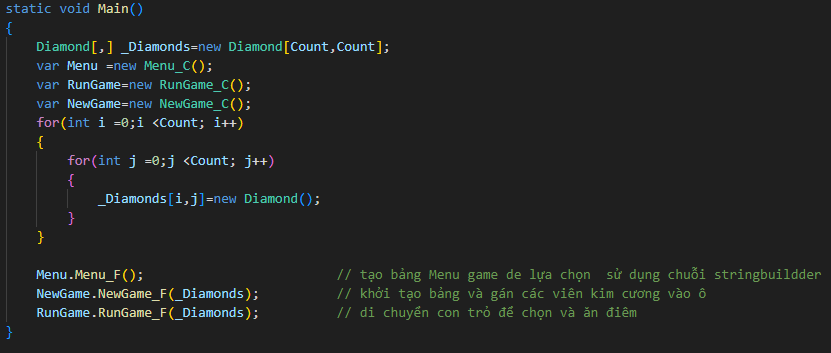 static void Main()
{
Diamond[,] _Diamonds=new Diamond[Count,Count];
var Menu =new Menu_C();
var RunGame=new RunGame_C();
var NewGame=new NewGame_C();
for(int i =0;i <Count; i++)
{
for(int j =0;j <Count; j++)
{
_Diamonds[i,j]=new Diamond();
}
}
Menu.Menu_F(); // tạo bảng Menu game de lựa chọn  sử dụng chuỗi stringbuildder
NewGame.NewGame_F(_Diamonds); // khởi tạo bảng và gán các viên kim cương vào ô
RunGame.RunGame_F(_Diamonds); // di chuyển con trỏ để chọn và ăn điêm
}